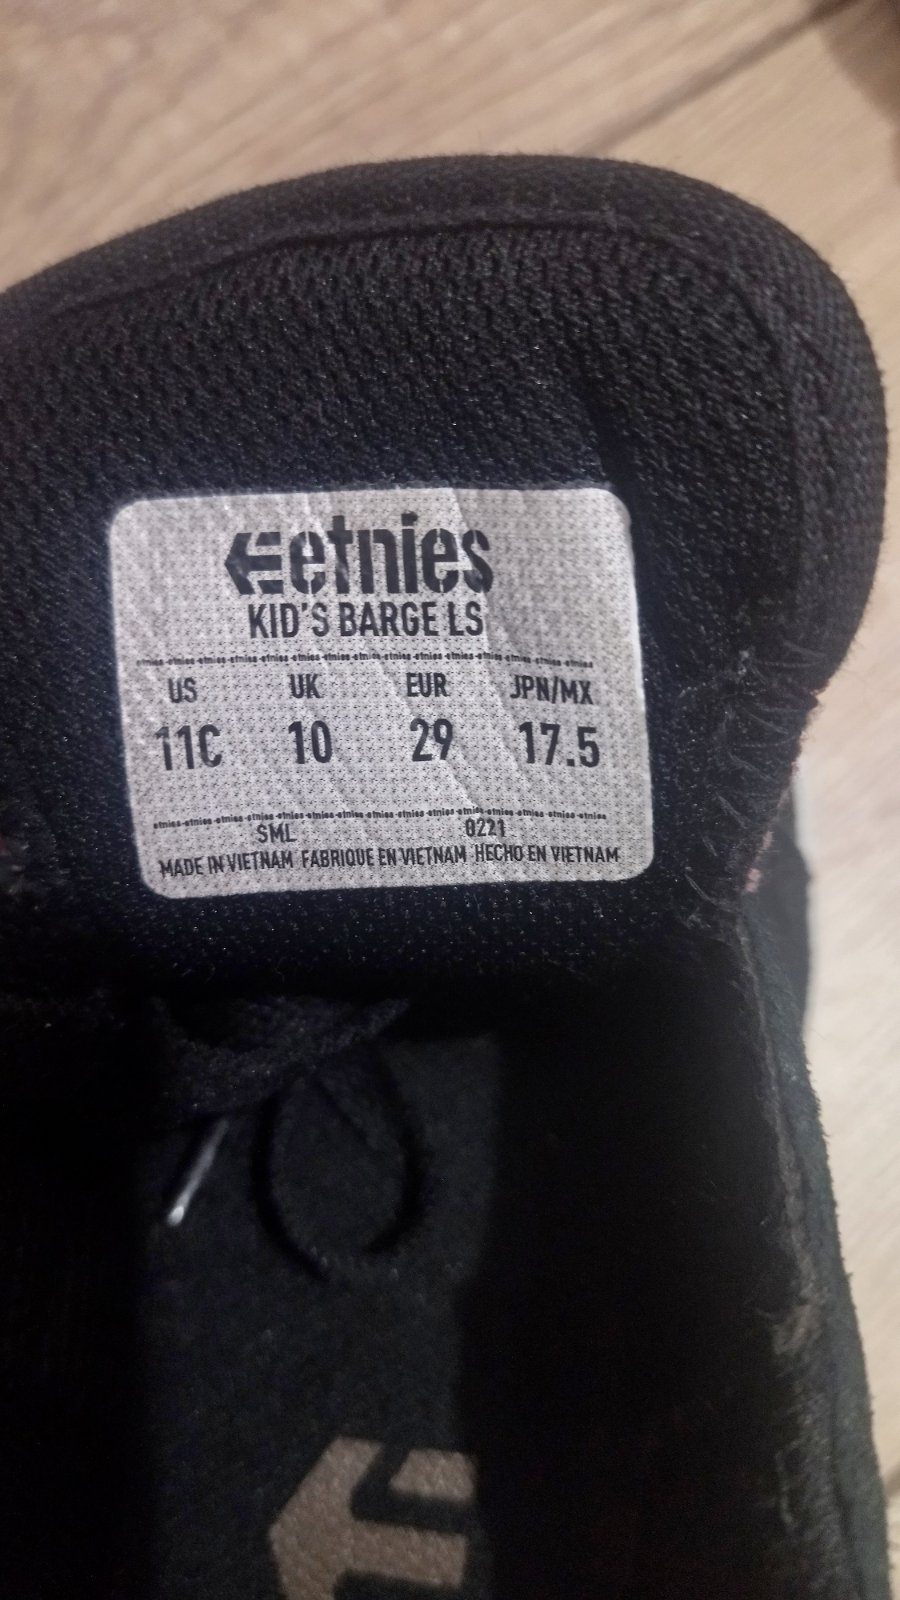 etnies
KID'S BARGE LS
US UK EUR JPN/MX
11C 10 29 17.5
SML 0221
MADE IN VIETNAM FABRIQUE EN VIETNAM HECHO EN VIETNAM